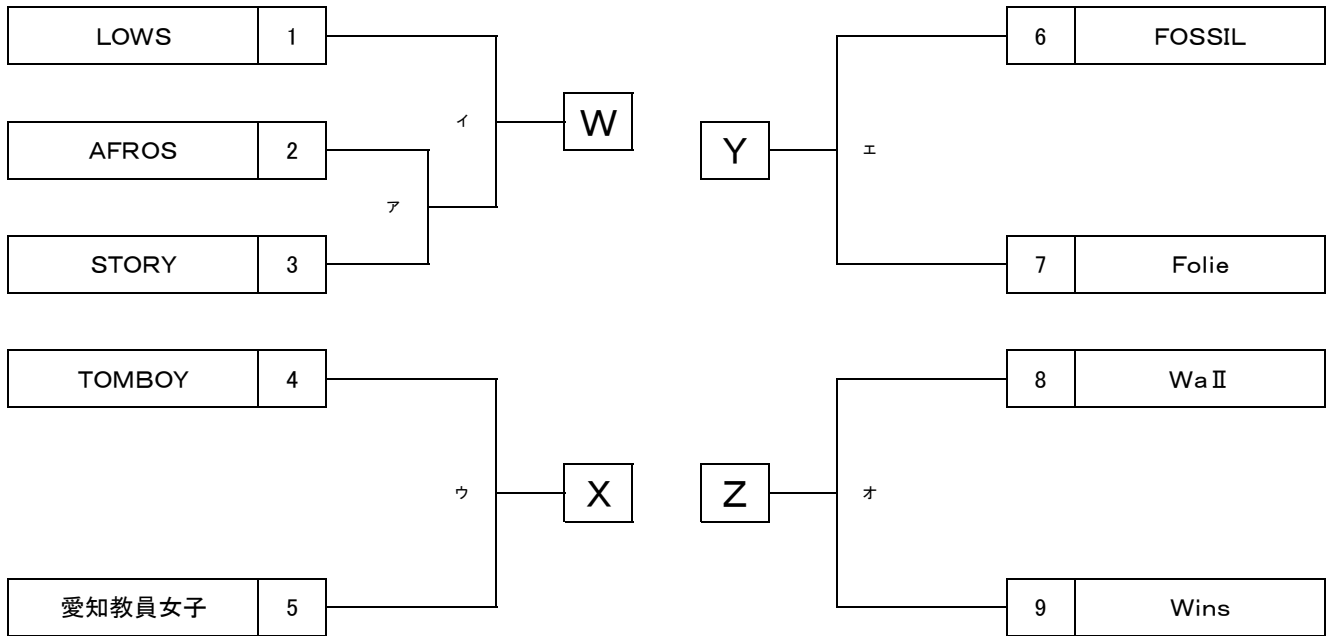 LOWS 1
イ
W
AFROS 2
ア
STORY 3
TOMBOY 4
ウ
X
愛知教員女子 5
6 FOSSIL
Y
エ
7 Folie
8 WaⅡ
Z
オ
9 Wins